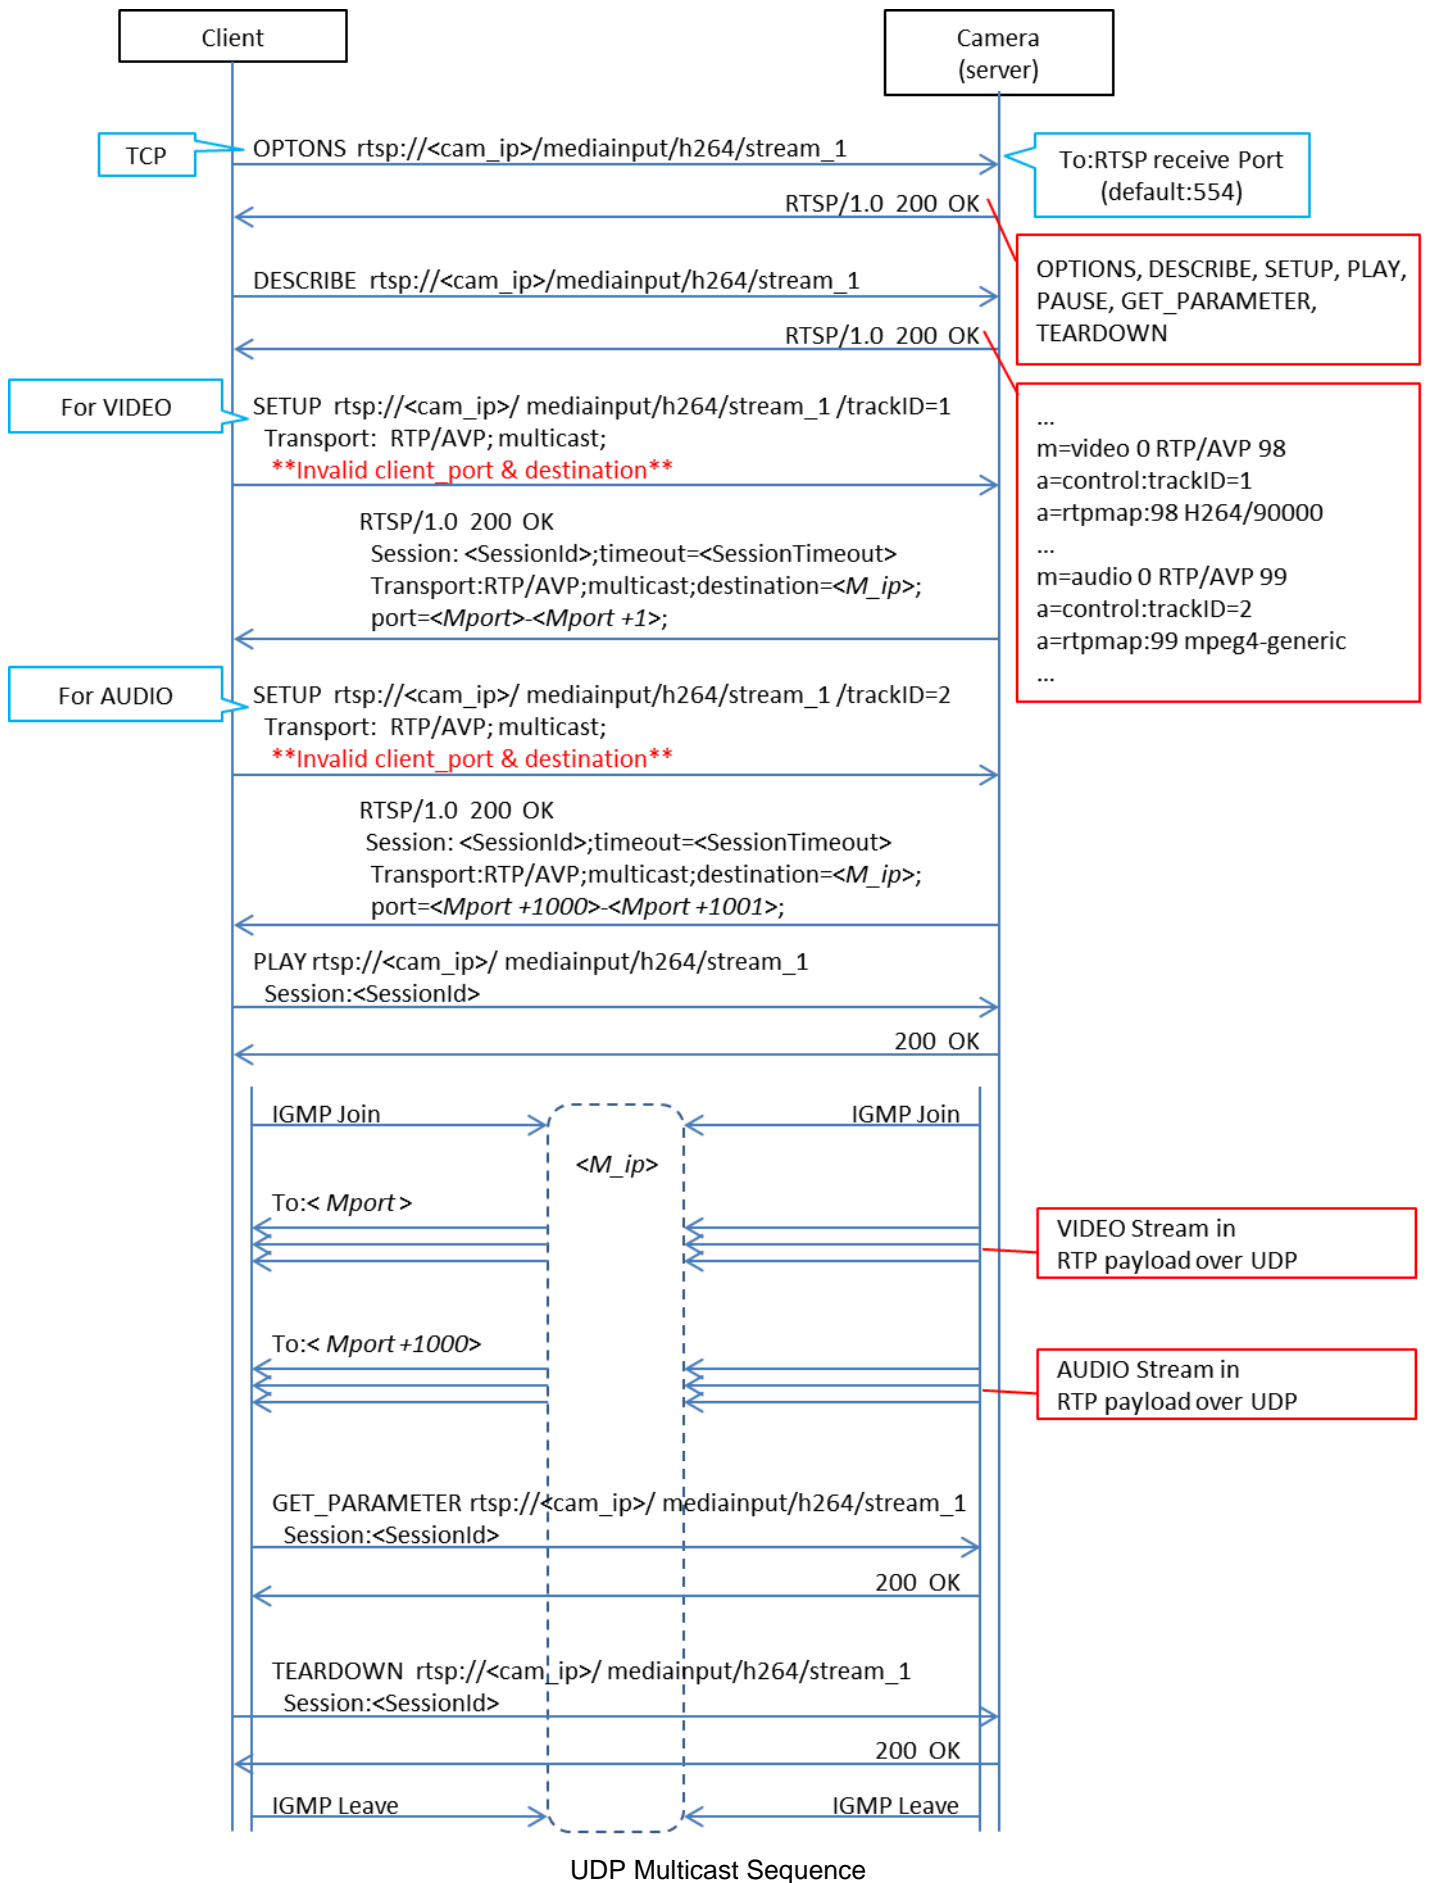 Client
Camera
(server)
TCP
OPTONS rtsp://<cam_ip>/mediainput/h264/stream_1
To:RTSP receive Port
(default:554)
RTSP/1.0 200 OK
OPTIONS, DESCRIBE, SETUP, PLAY,
PAUSE, GET_PARAMETER,
TEARDOWN
DESCRIBE rtsp://<cam_ip>/mediainput/h264/stream_1
RTSP/1.0 200 OK
For VIDEO
SETUP rtsp://<cam_ip>/ mediainput/h264/stream_1 /trackID=1
Transport: RTP/AVP; multicast;
**Invalid client_port & destination**
...
m=video 0 RTP/AVP 98
a=control:trackID=1
a=rtpmap:98 H264/90000
...
m=audio 0 RTP/AVP 99
a=control:trackID=2
a=rtpmap:99 mpeg4-generic
...
RTSP/1.0 200 OK
Session: <SessionId>;timeout=<SessionTimeout>
Transport:RTP/AVP;multicast;destination=<M_ip>;
port=<Mport>-<Mport +1>;
For AUDIO
SETUP rtsp://<cam_ip>/ mediainput/h264/stream_1 /trackID=2
Transport: RTP/AVP; multicast;
**Invalid client_port & destination**
RTSP/1.0 200 OK
Session: <SessionId>;timeout=<SessionTimeout>
Transport:RTP/AVP;multicast;destination=<M_ip>;
port=<Mport +1000>-<Mport +1001>;
PLAY rtsp://<cam_ip>/ mediainput/h264/stream_1
Session:<SessionId>
200 OK
IGMP Join
IGMP Join
<M_ip>
To:< Mport >
VIDEO Stream in
RTP payload over UDP
To:< Mport +1000>
AUDIO Stream in
RTP payload over UDP
GET_PARAMETER rtsp://<cam_ip>/ mediainput/h264/stream_1
Session:<SessionId>
200 OK
TEARDOWN rtsp://<cam_ip>/ mediainput/h264/stream_1
Session:<SessionId>
200 OK
IGMP Leave
IGMP Leave
UDP Multicast Sequence